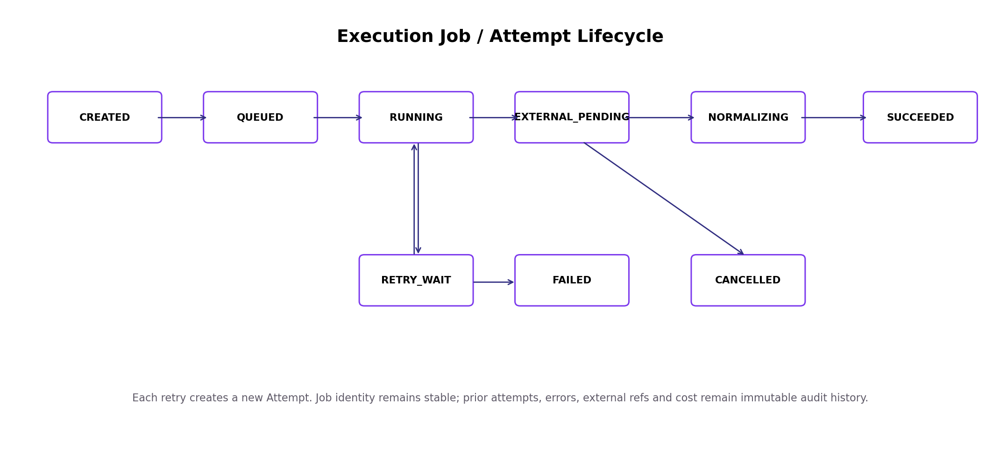 Execution Job / Attempt Lifecycle
CREATED
QUEUED
RUNNING
EXTERNAL_PENDING
NORMALIZING
SUCCEEDED
RETRY_WAIT
FAILED
CANCELLED
Each retry creates a new Attempt. Job identity remains stable; prior attempts, errors, external refs and cost remain immutable audit history.